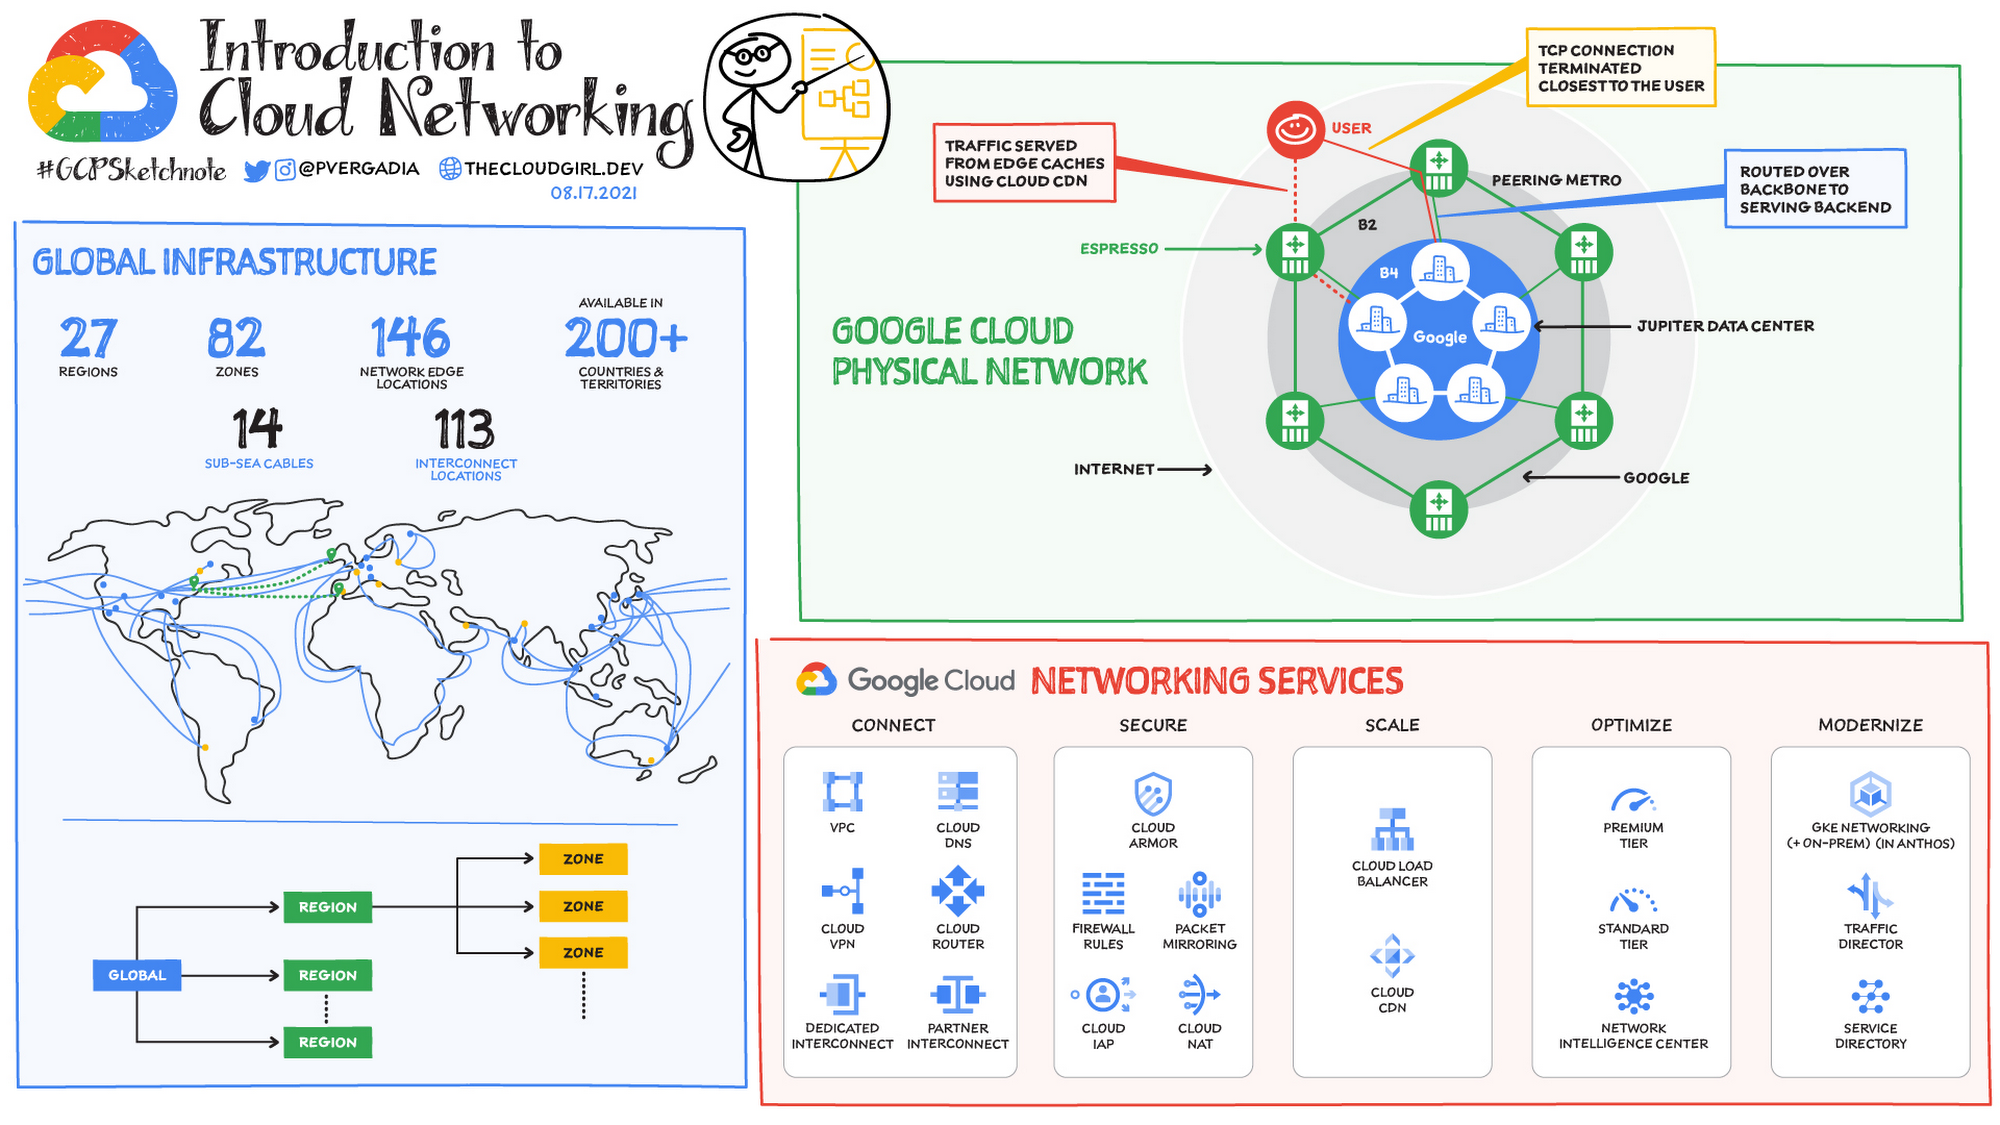 Introduction to
Cloud Networking
#GCPSketchnote
@PVERGADIA
THECLOUDGIRL.DEV
08.17.2021
GLOBAL INFRASTRUCTURE
27
REGIONS
82
ZONES
146
NETWORK EDGE
LOCATIONS
AVAILABLE IN
200+
COUNTRIES &
TERRITORIES
14
SUB-SEA CABLES
113
INTERCONNECT
LOCATIONS
GLOBAL
REGION
REGION
REGION
ZONE
ZONE
ZONE
GOOGLE CLOUD
PHYSICAL NETWORK
TRAFFIC SERVED
FROM EDGE CACHES
USING CLOUD CDN
USER
TCP CONNECTION
TERMINATED
CLOSEST TO THE USER
PEERING METRO
ROUTED OVER
BACKBONE TO
SERVING BACKEND
B2
ESPRESSO
B4
Google
JUPITER DATA CENTER
INTERNET
GOOGLE
Google Cloud NETWORKING SERVICES
CONNECT
VPC
CLOUD
DNS
CLOUD
VPN
CLOUD
ROUTER
DEDICATED
INTERCONNECT
PARTNER
INTERCONNECT
SECURE
CLOUD
ARMOR
FIREWALL
RULES
PACKET
MIRRORING
CLOUD
IAP
CLOUD
NAT
SCALE
CLOUD LOAD
BALANCER
CLOUD
CDN
OPTIMIZE
PREMIUM
TIER
STANDARD
TIER
NETWORK
INTELLIGENCE CENTER
MODERNIZE
GKE NETWORKING
(+ ON-PREM) (IN ANTHOS)
TRAFFIC
DIRECTOR
SERVICE
DIRECTORY